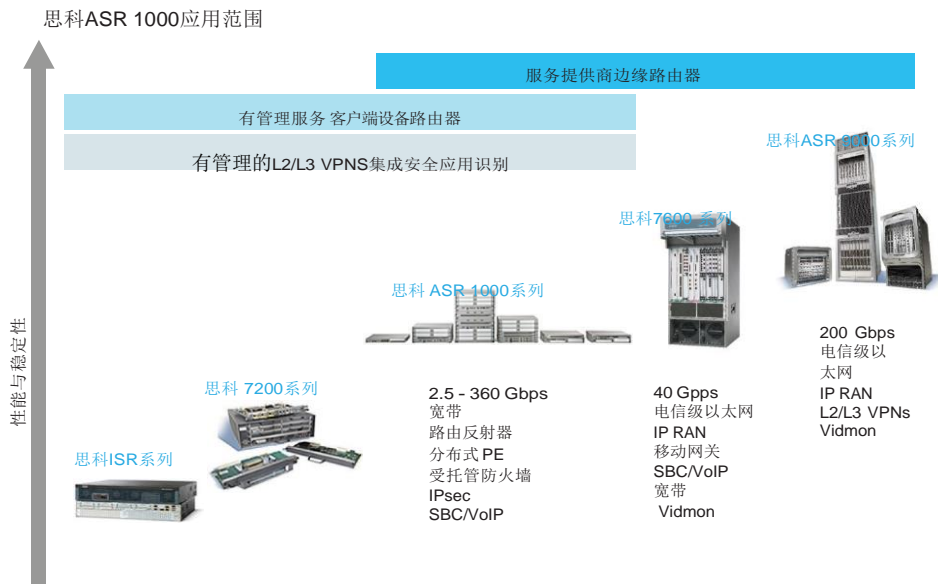 思科ASR 1000应用范围
服务提供商边缘路由器
有管理服务 客户端设备路由器
有管理的L2/L3 VPNS集成安全应用识别
思科ASR 9000系列
思科7600 系列
思科 ASR 1000系列
思科 7200系列
思科ISR系列
性能与稳定性
2.5 - 360 Gbps
宽带
路由反射器
分布式 PE
受托管防火墙
IPsec
SBC/VoIP
40 Gpps
电信级以太网
IP RAN
移动网关
SBC/VoIP
宽带
Vidmon
200 Gbps
电信级以
太网
IP RAN
L2/L3 VPNs
Vidmon